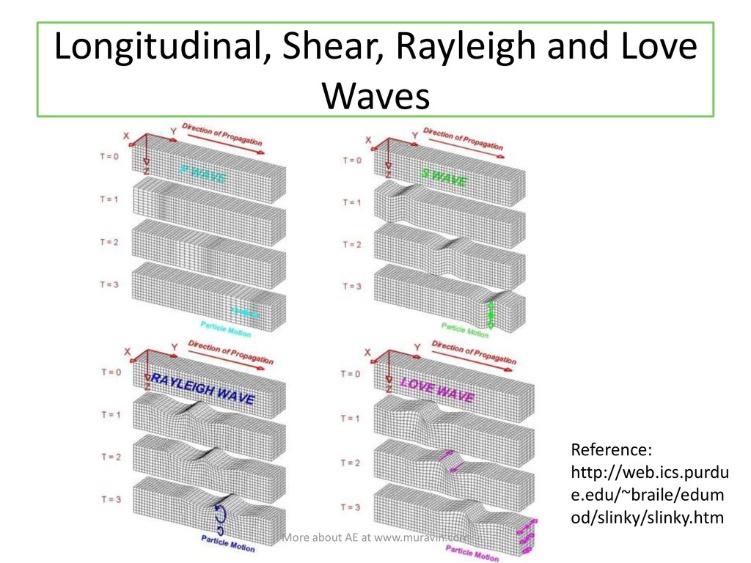 Longitudinal, Shear, Rayleigh and Love
Waves
X
Y
Z
Direction of Propagation
T = 0
P WAVE
T = 1
T = 2
T = 3
Particle Motion
X
Y
Z
Direction of Propagation
T = 0
S WAVE
T = 1
T = 2
T = 3
Particle Motion
X
Y
Z
Direction of Propagation
T = 0
RAYLEIGH WAVE
T = 1
T = 2
T = 3
Particle Motion
X
Y
Z
Direction of Propagation
T = 0
LOVE WAVE
T = 1
T = 2
T = 3
Particle Motion
Reference:
http://web.ics.purdu
e.edu/~braile/edum
od/slinky/slinky.htm
More about AE at www.muravin.com